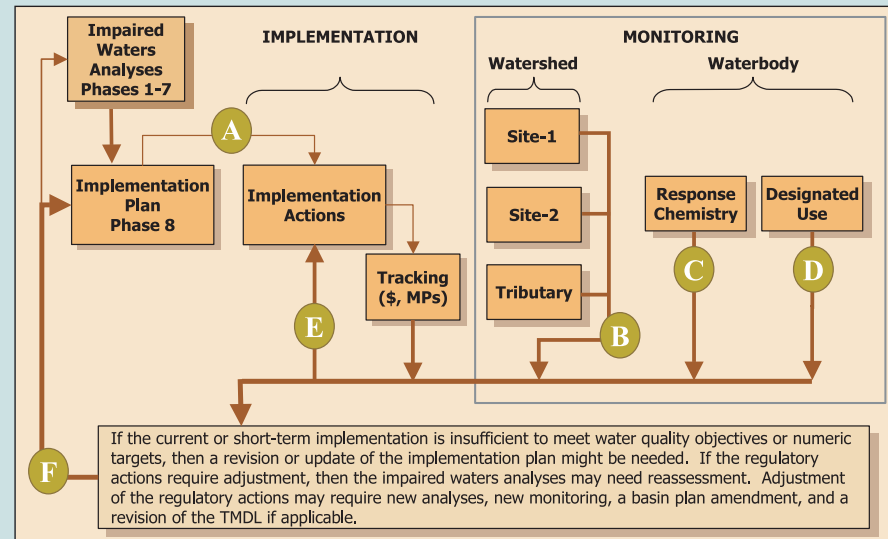 Impaired
Waters
Analyses
Phases 1-7
IMPLEMENTATION
MONITORING
Watershed
Waterbody
A
Site-1
Implementation
Plan
Phase 8
Implementation
Actions
Site-2
Response
Chemistry
Designated
Use
Tracking
($, MPs)
Tributary
C
D
E
B
F
If the current or short-term implementation is insufficient to meet water quality objectives or numeric
targets, then a revision or update of the implementation plan might be needed. If the regulatory
actions require adjustment, then the impaired waters analyses may need reassessment. Adjustment
of the regulatory actions may require new analyses, new monitoring, a basin plan amendment, and a
revision of the TMDL if applicable.